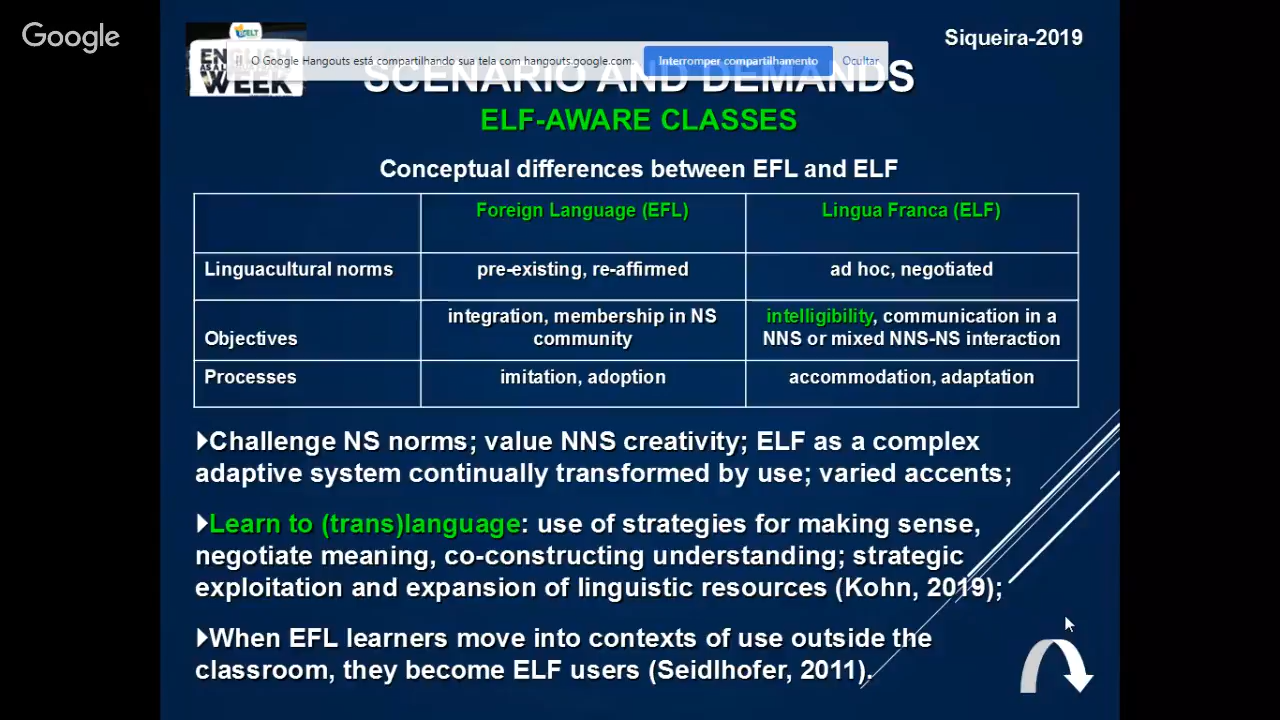 Google
Siqueira-2019
ENGLISH
WEEK
O Google Hangouts está compartilhando sua tela com hangouts.google.com.
Interromper compartilhamento
Ocultar
SCENARIO AND DEMANDS
ELF-AWARE CLASSES
Conceptual differences between EFL and ELF
Foreign Language (EFL)
Lingua Franca (ELF)
Linguacultural norms
pre-existing, re-affirmed
ad hoc, negotiated
Objectives
integration, membership in NS
community
intelligibility, communication in a
NNS or mixed NNS-NS interaction
Processes
imitation, adoption
accommodation, adaptation
Challenge NS norms; value NNS creativity; ELF as a complex
adaptive system continually transformed by use; varied accents;
Learn to (trans)language: use of strategies for making sense,
negotiate meaning, co-constructing understanding; strategic
exploitation and expansion of linguistic resources (Kohn, 2019);
When EFL learners move into contexts of use outside the
classroom, they become ELF users (Seidlhofer, 2011).